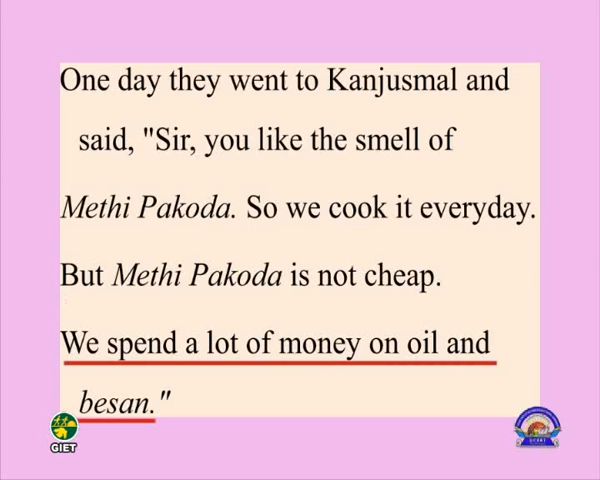 One day they went to Kanjusmal and
said, "Sir, you like the smell of
Methi Pakoda. So we cook it everyday.
But Methi Pakoda is not cheap.
We spend a lot of money on oil and
besan."
GIET